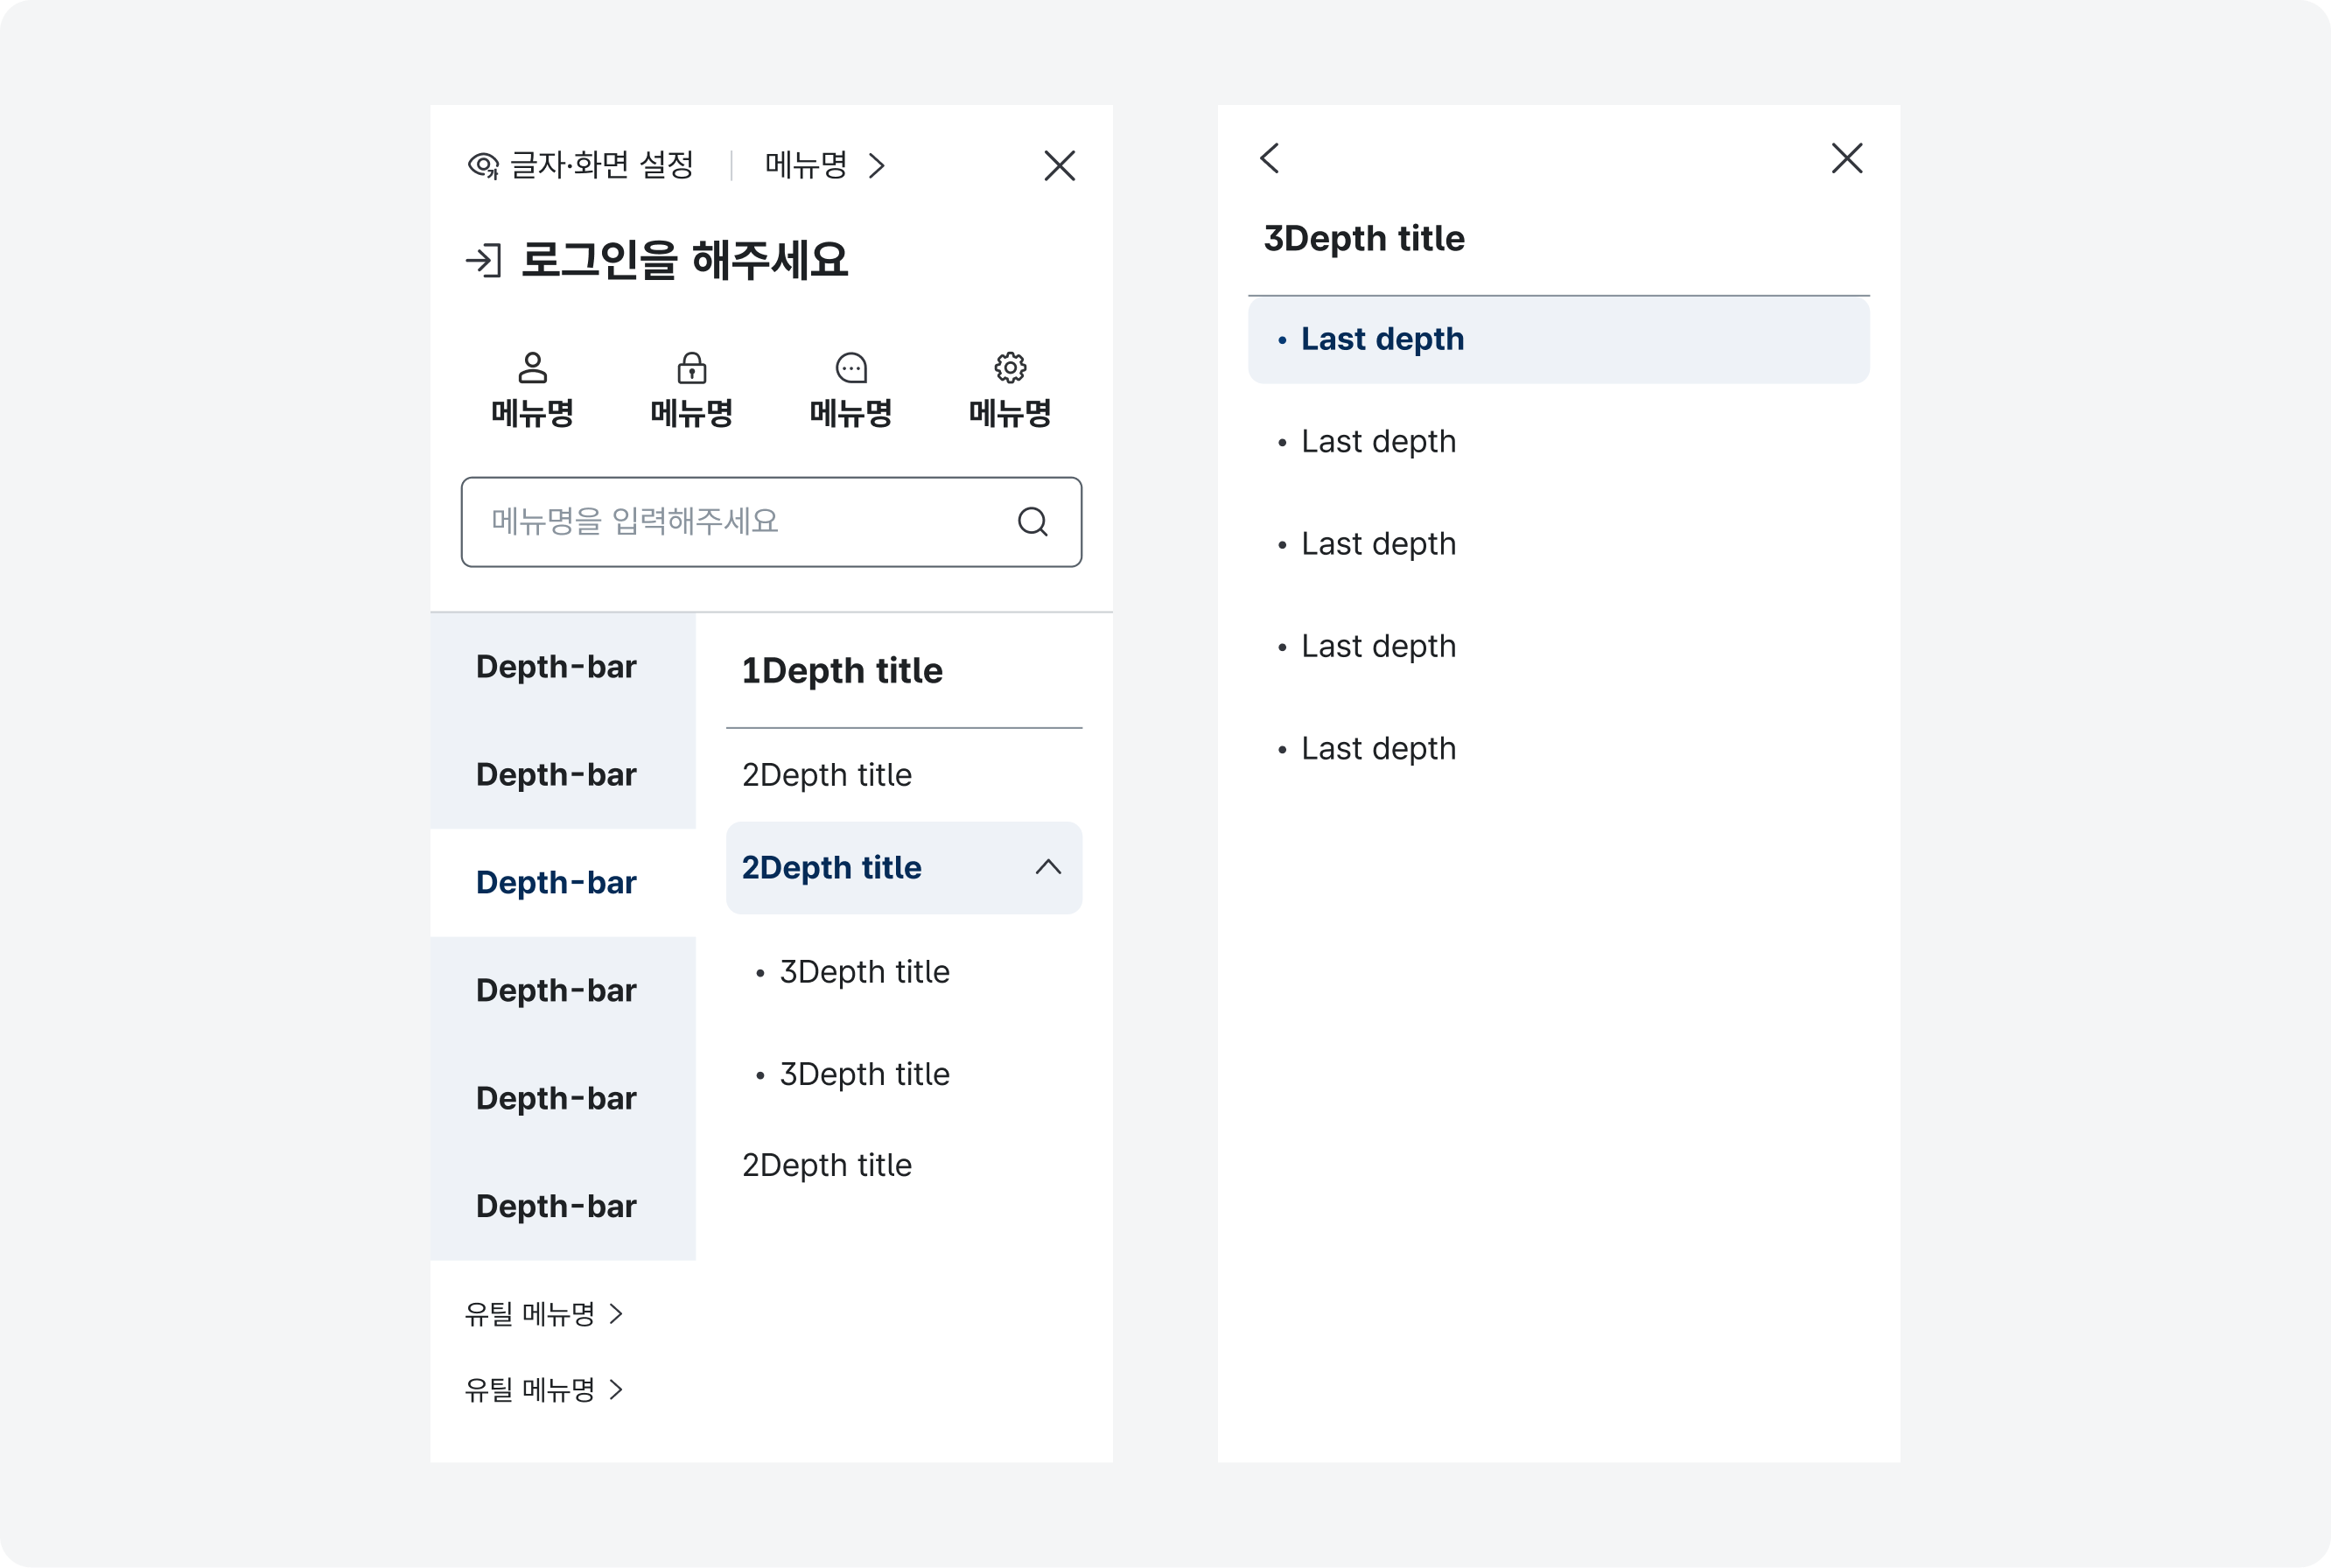 글자·화면 설정 메뉴명
로그인을 해주세요
메뉴명 메뉴명 메뉴명 메뉴명
메뉴명을 입력해주세요
Depth-bar
Depth-bar
Depth-bar
Depth-bar
Depth-bar
Depth-bar
1Depth title
2Depth title
2Depth title
• 3Depth title
• 3Depth title
2Depth title
유틸 메뉴명
유틸 메뉴명
3Depth title
• Last depth
• Last depth
• Last depth
• Last depth
• Last depth